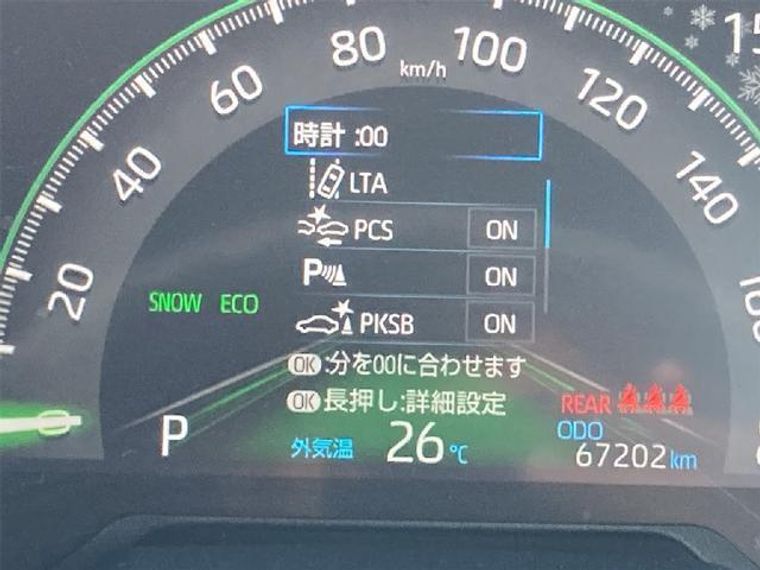 80
100
km/h
60
120
40
140
20
時計 :00
LTA
PCS ON
P ON
PKSB ON
SNOW ECO
OK :分を00に合わせます
OK 長押し:詳細設定
REAR
P
外気温 26℃
ODO
67202km